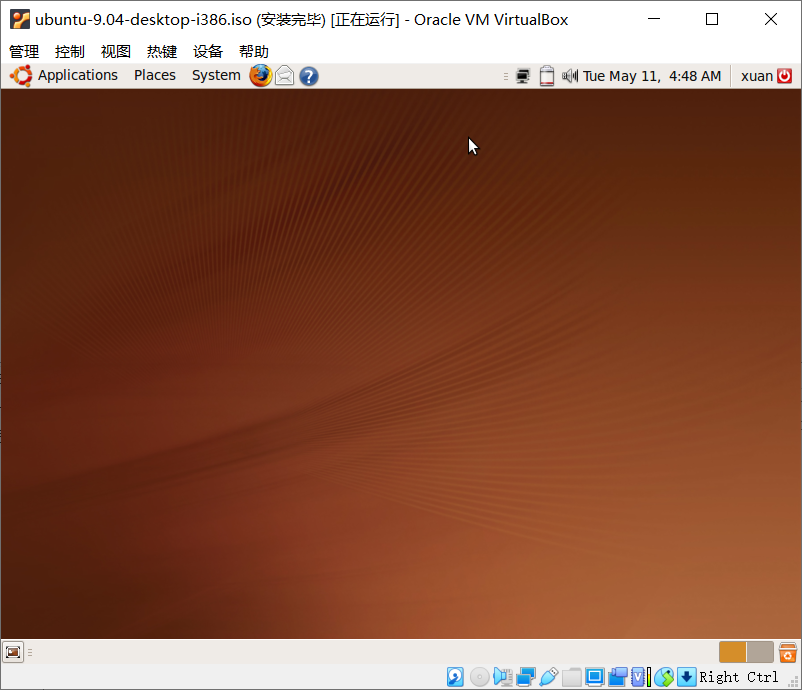 ubuntu-9.04-desktop-i386.iso (安装完毕) [正在运行] - Oracle VM VirtualBox
管理 控制 视图 热键 设备 帮助
Applications Places System Tue May 11, 4:48 AM xuan
Right Ctrl